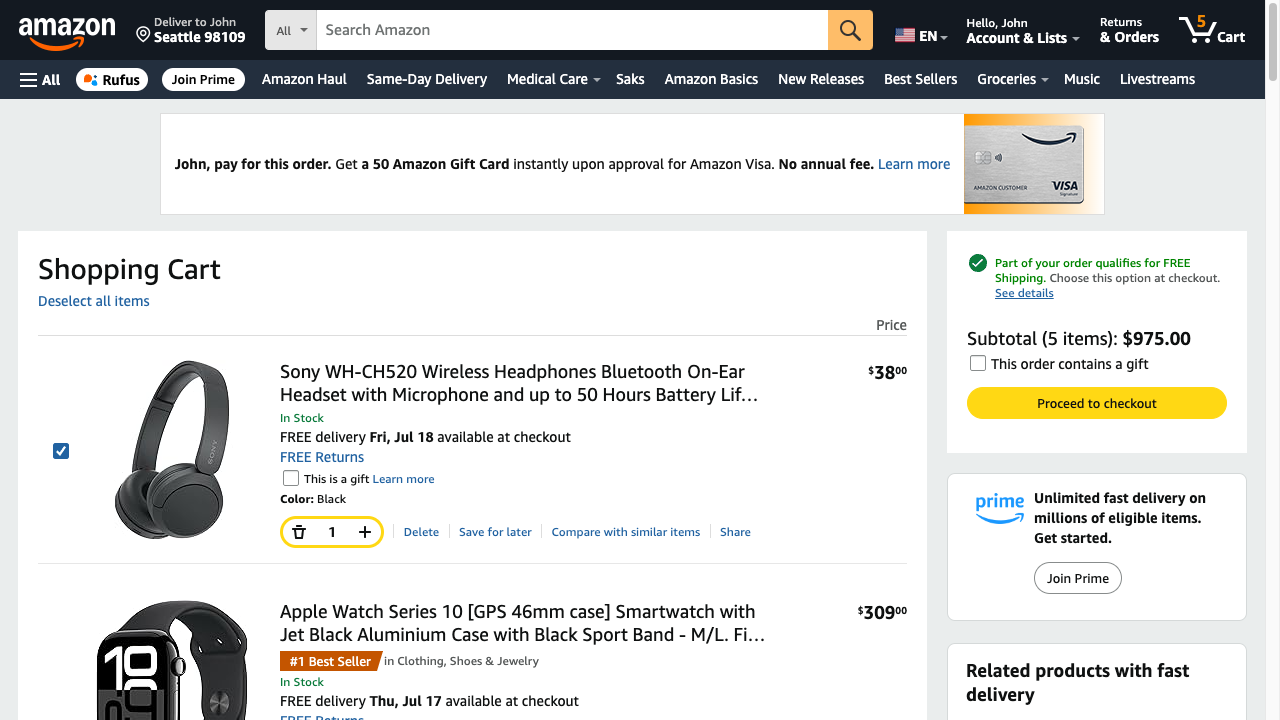 amazon
Deliver to John
Seattle 98109
All
Search Amazon
EN
Hello, John
Account & Lists
Returns
& Orders
5
Cart
All
Rufus
Join Prime
Amazon Haul
Same-Day Delivery
Medical Care
Saks
Amazon Basics
New Releases
Best Sellers
Groceries
Music
Livestreams
John, pay for this order. Get a 50 Amazon Gift Card instantly upon approval for Amazon Visa. No annual fee. Learn more
AMAZON CUSTOMER
VISA
Signature
Shopping Cart
Deselect all items
Price
Sony WH-CH520 Wireless Headphones Bluetooth On-Ear
Headset with Microphone and up to 50 Hours Battery Lif…
$3800
In Stock
FREE delivery Fri, Jul 18 available at checkout
FREE Returns
This is a gift Learn more
Color: Black
1
Delete
Save for later
Compare with similar items
Share
SONY
Apple Watch Series 10 [GPS 46mm case] Smartwatch with
Jet Black Aluminium Case with Black Sport Band - M/L. Fi…
$30900
#1 Best Seller in Clothing, Shoes & Jewelry
In Stock
FREE delivery Thu, Jul 17 available at checkout
FREE Returns
10
Part of your order qualifies for FREE
Shipping. Choose this option at checkout.
See details
Subtotal (5 items): $975.00
This order contains a gift
Proceed to checkout
prime
Unlimited fast delivery on
millions of eligible items.
Get started.
Join Prime
Related products with fast
delivery